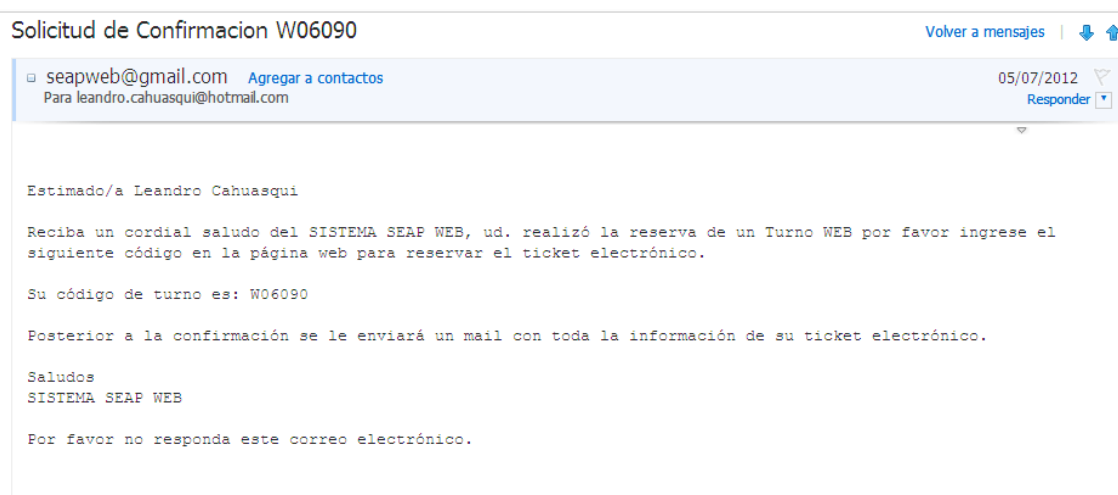 Solicitud de Confirmacion W06090
Volver a mensajes
seapweb@gmail.com Agregar a contactos
05/07/2012
Para leandro.cahuasqui@hotmail.com
Responder
Estimado/a Leandro Cahuasqui
Reciba un cordial saludo del SISTEMA SEAP WEB, ud. realizó la reserva de un Turno WEB por favor ingrese el
siguiente código en la página web para reservar el ticket electrónico.
Su código de turno es: W06090
Posterior a la confirmación se le enviará un mail con toda la información de su ticket electrónico.
Saludos
SISTEMA SEAP WEB
Por favor no responda este correo electrónico.